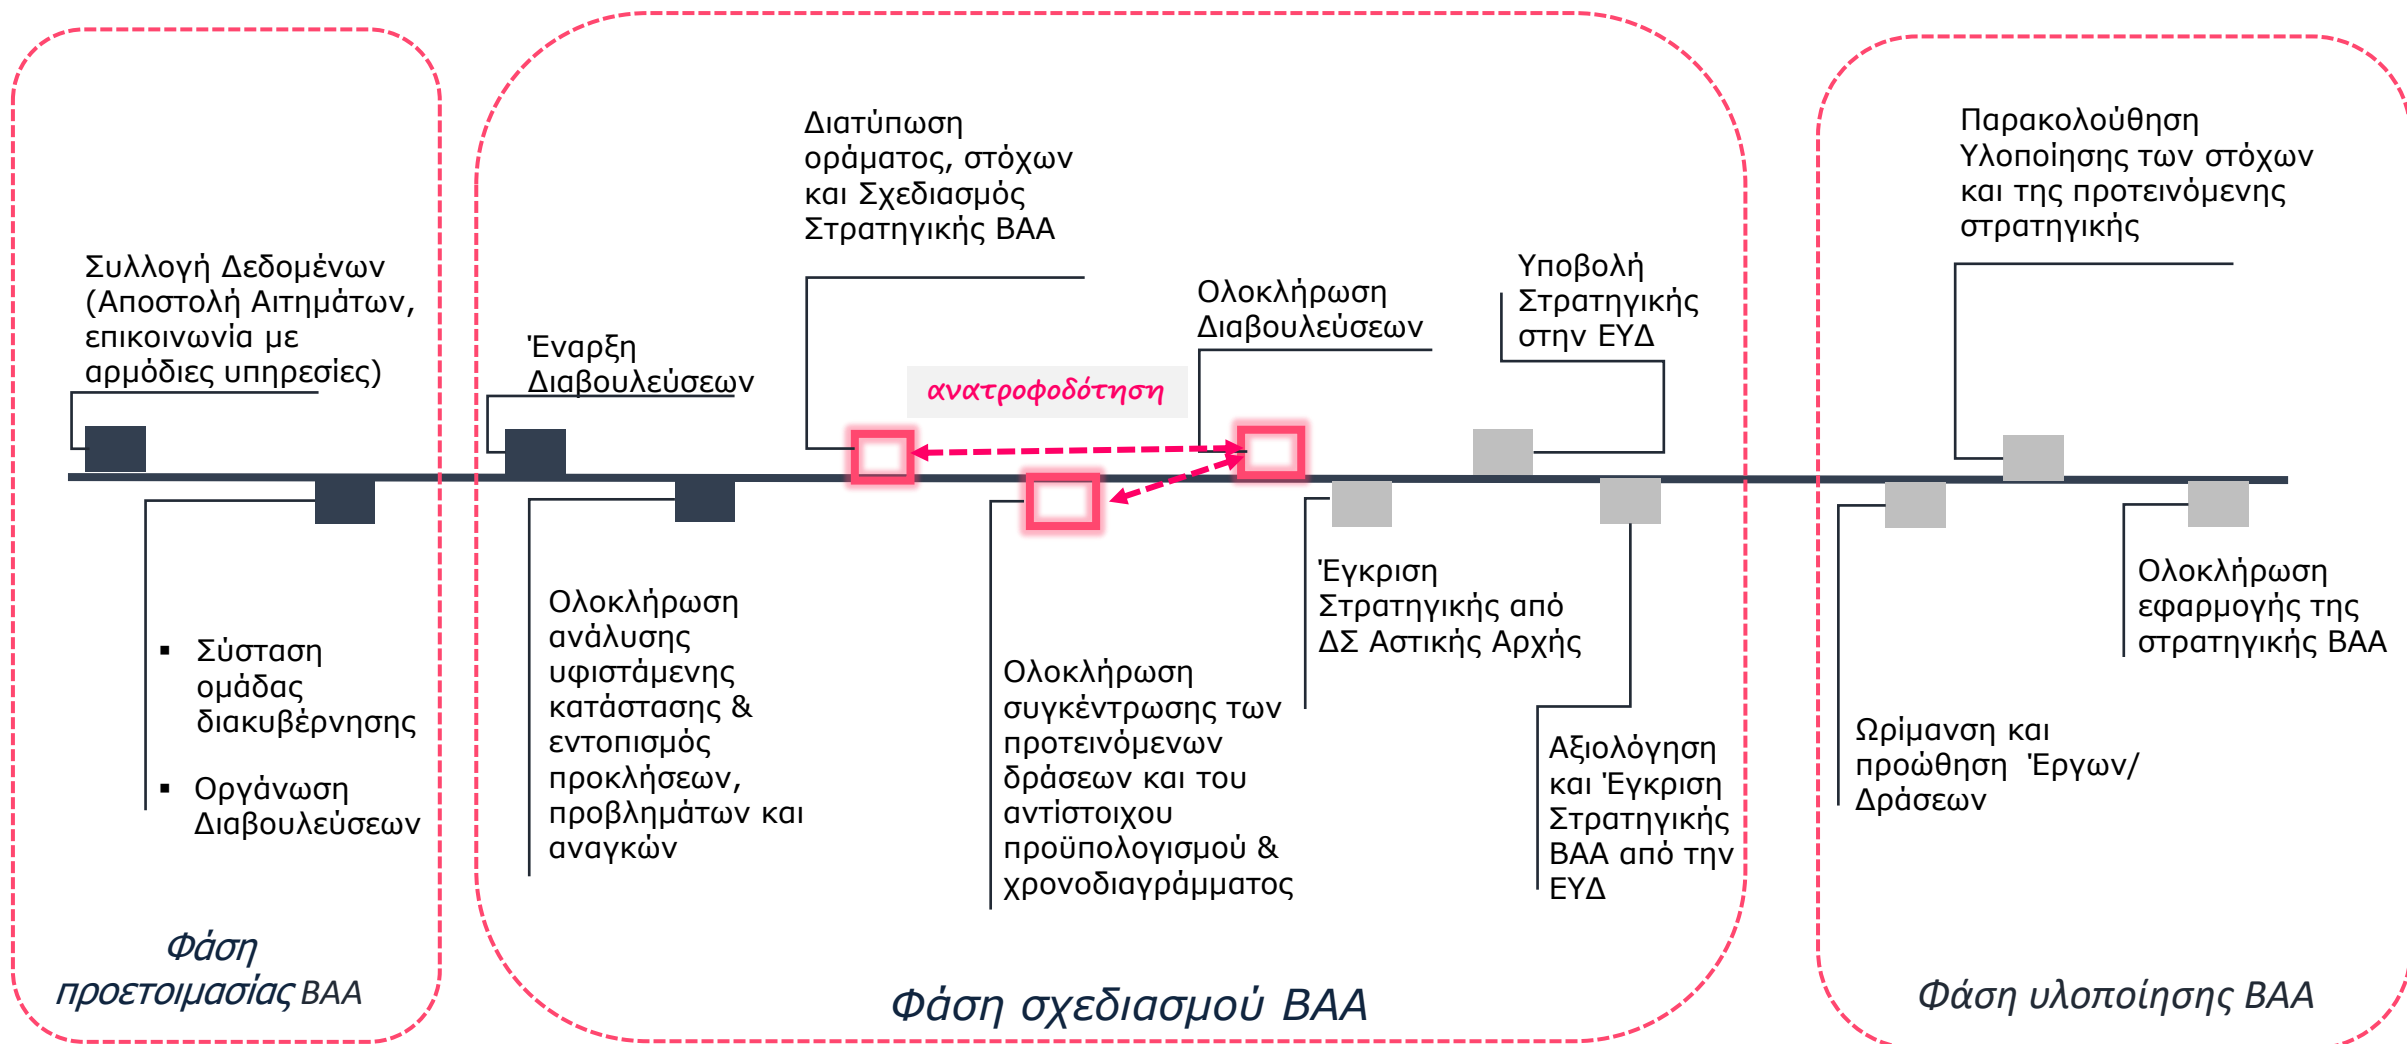 Συλλογή Δεδομένων
(Αποστολή Αιτημάτων,
επικοινωνία με
αρμόδιες υπηρεσίες)
▪ Σύσταση
ομάδας
διακυβέρνησης
▪ Οργάνωση
Διαβουλεύσεων
Φάση
προετοιμασίας ΒΑΑ
Έναρξη
Διαβουλεύσεων
Ολοκλήρωση
ανάλυσης
υφιστάμενης
κατάστασης &
εντοπισμός
προκλήσεων,
προβλημάτων και
αναγκών
Διατύπωση
οράματος, στόχων
και Σχεδιασμός
Στρατηγικής ΒΑΑ
ανατροφοδότηση
Ολοκλήρωση
συγκέντρωσης των
προτεινόμενων
δράσεων και του
αντίστοιχου
προϋπολογισμού &
χρονοδιαγράμματος
Ολοκλήρωση
Διαβουλεύσεων
Έγκριση
Στρατηγικής από
ΔΣ Αστικής Αρχής
Υποβολή
Στρατηγικής
στην ΕΥΔ
Αξιολόγηση
και Έγκριση
Στρατηγικής
ΒΑΑ από την
ΕΥΔ
Φάση σχεδιασμού ΒΑΑ
Παρακολούθηση
Υλοποίησης των στόχων
και της προτεινόμενης
στρατηγικής
Ωρίμανση και
προώθηση Έργων/
Δράσεων
Ολοκλήρωση
εφαρμογής της
στρατηγικής ΒΑΑ
Φάση υλοποίησης ΒΑΑ